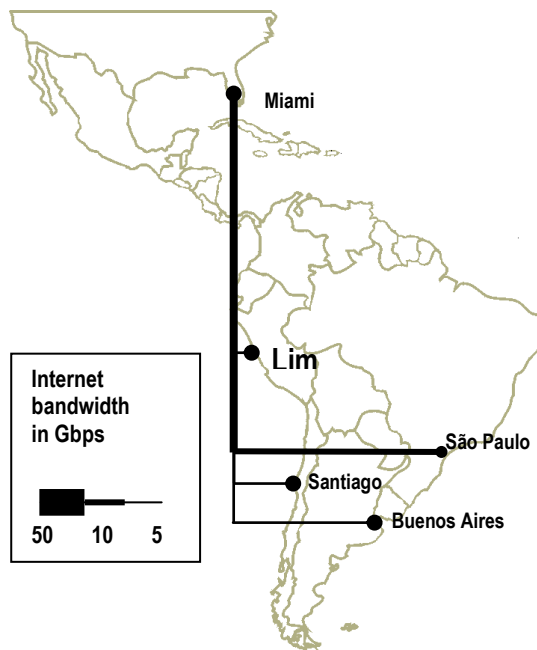 Miami
Lim
Internet
bandwidth
in Gbps
São Paulo
Santiago
50 10 5
Buenos Aires